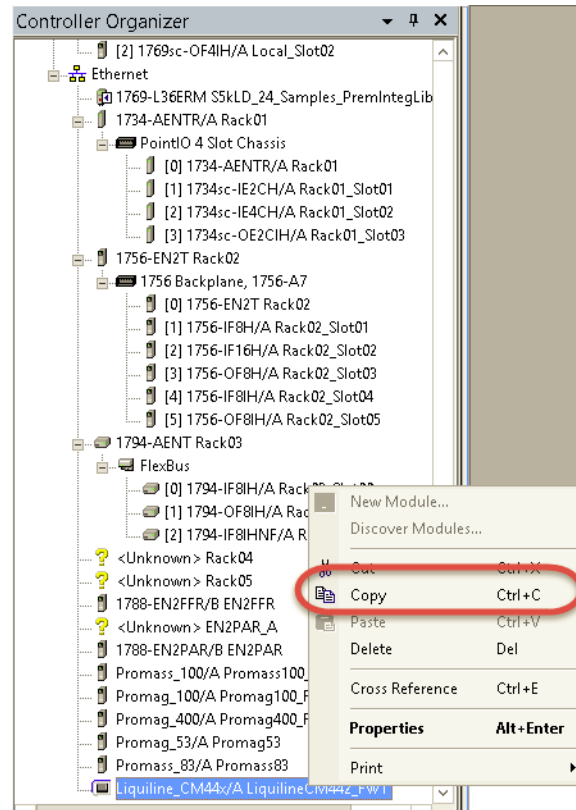 Controller Organizer
[2] 1769sc-OF4IH/A Local_Slot02
Ethernet
1769-L36ERM S5kLD_24_Samples_PremIntegLib
1734-AENTR/A Rack01
PointIO 4 Slot Chassis
[0] 1734-AENTR/A Rack01
[1] 1734sc-IE2CH/A Rack01_Slot01
[2] 1734sc-IE4CH/A Rack01_Slot02
[3] 1734sc-OE2CIH/A Rack01_Slot03
1756-EN2T Rack02
1756 Backplane, 1756-A7
[0] 1756-EN2T Rack02
[1] 1756-IF8H/A Rack02_Slot01
[2] 1756-IF16H/A Rack02_Slot02
[3] 1756-OF8H/A Rack02_Slot03
[4] 1756-IF8IH/A Rack02_Slot04
[5] 1756-OF8IH/A Rack02_Slot05
1794-AENT Rack03
FlexBus
[0] 1794-IF8IH/A
[1] 1794-OF8IH/A Rac
[2] 1794-IF8IHNF/A R
<Unknown> Rack04
<Unknown> Rack05
1788-EN2FFR/B EN2FFR
<Unknown> EN2PAR_A
1788-EN2PAR/B EN2PAR
Promass_100/A Promass100_
Promag_100/A Promag100_F
Promag_400/A Promag400_F
Promag_53/A Promag53
Promass_83/A Promass83
Liquiline_CM44x/A LiquilineCM442_FW1
New Module...
Discover Modules...
Cut Ctrl+X
Copy Ctrl+C
Paste Ctrl+V
Delete Del
Cross Reference Ctrl+E
Properties Alt+Enter
Print